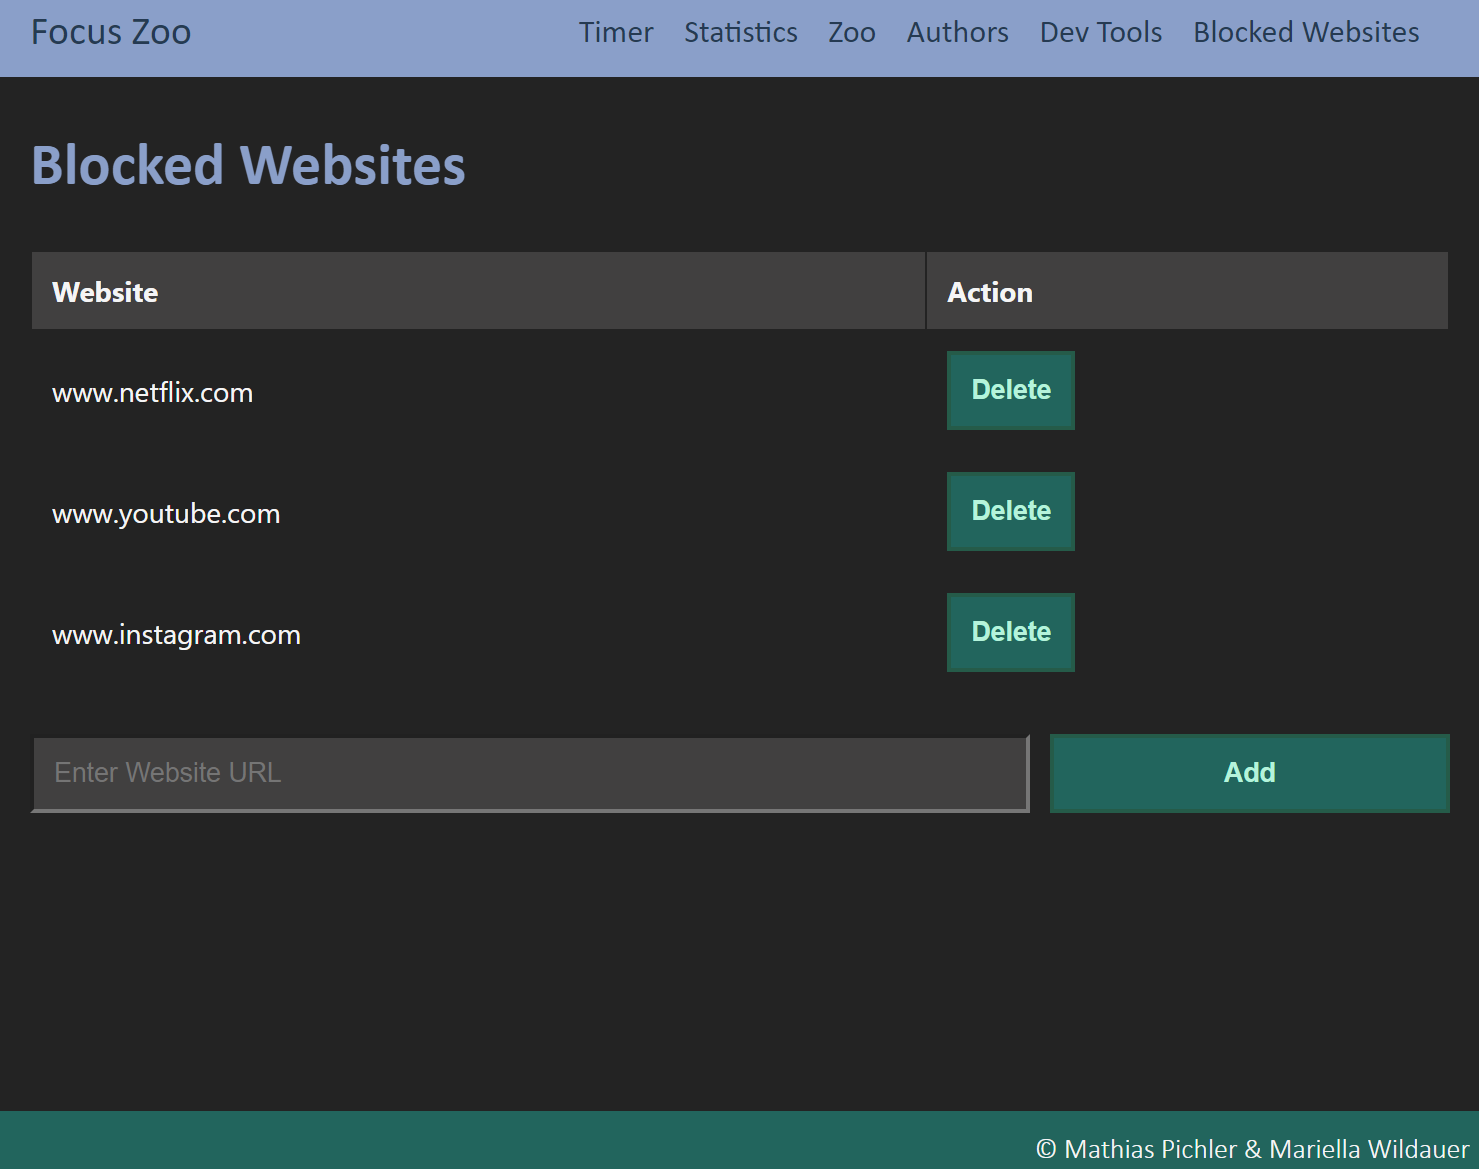 Focus Zoo Timer Statistics Zoo Authors Dev Tools Blocked Websites
Blocked Websites
Website Action
www.netflix.com Delete
www.youtube.com Delete
www.instagram.com Delete
Enter Website URL Add
© Mathias Pichler & Mariella Wildauer